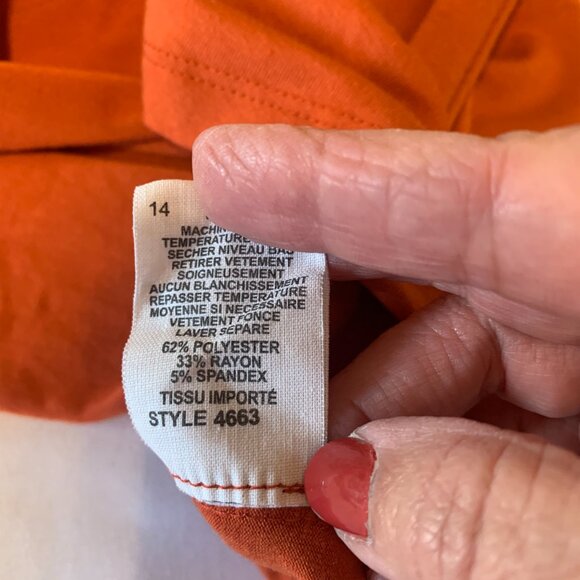 14
TEMPERATURE
SECHER NIVEAU BAS
RETIRER VETEMENT
SOIGNEUSEMENT
AUCUN BLANCHISSEMENT
REPASSER TEMPERATURE
MOYENNE SI NECESSAIRE
VETEMENT FONCE
LAVER SEPARE
62% POLYESTER
33% RAYON
5% SPANDEX
TISSU IMPORTÉ
STYLE 4663